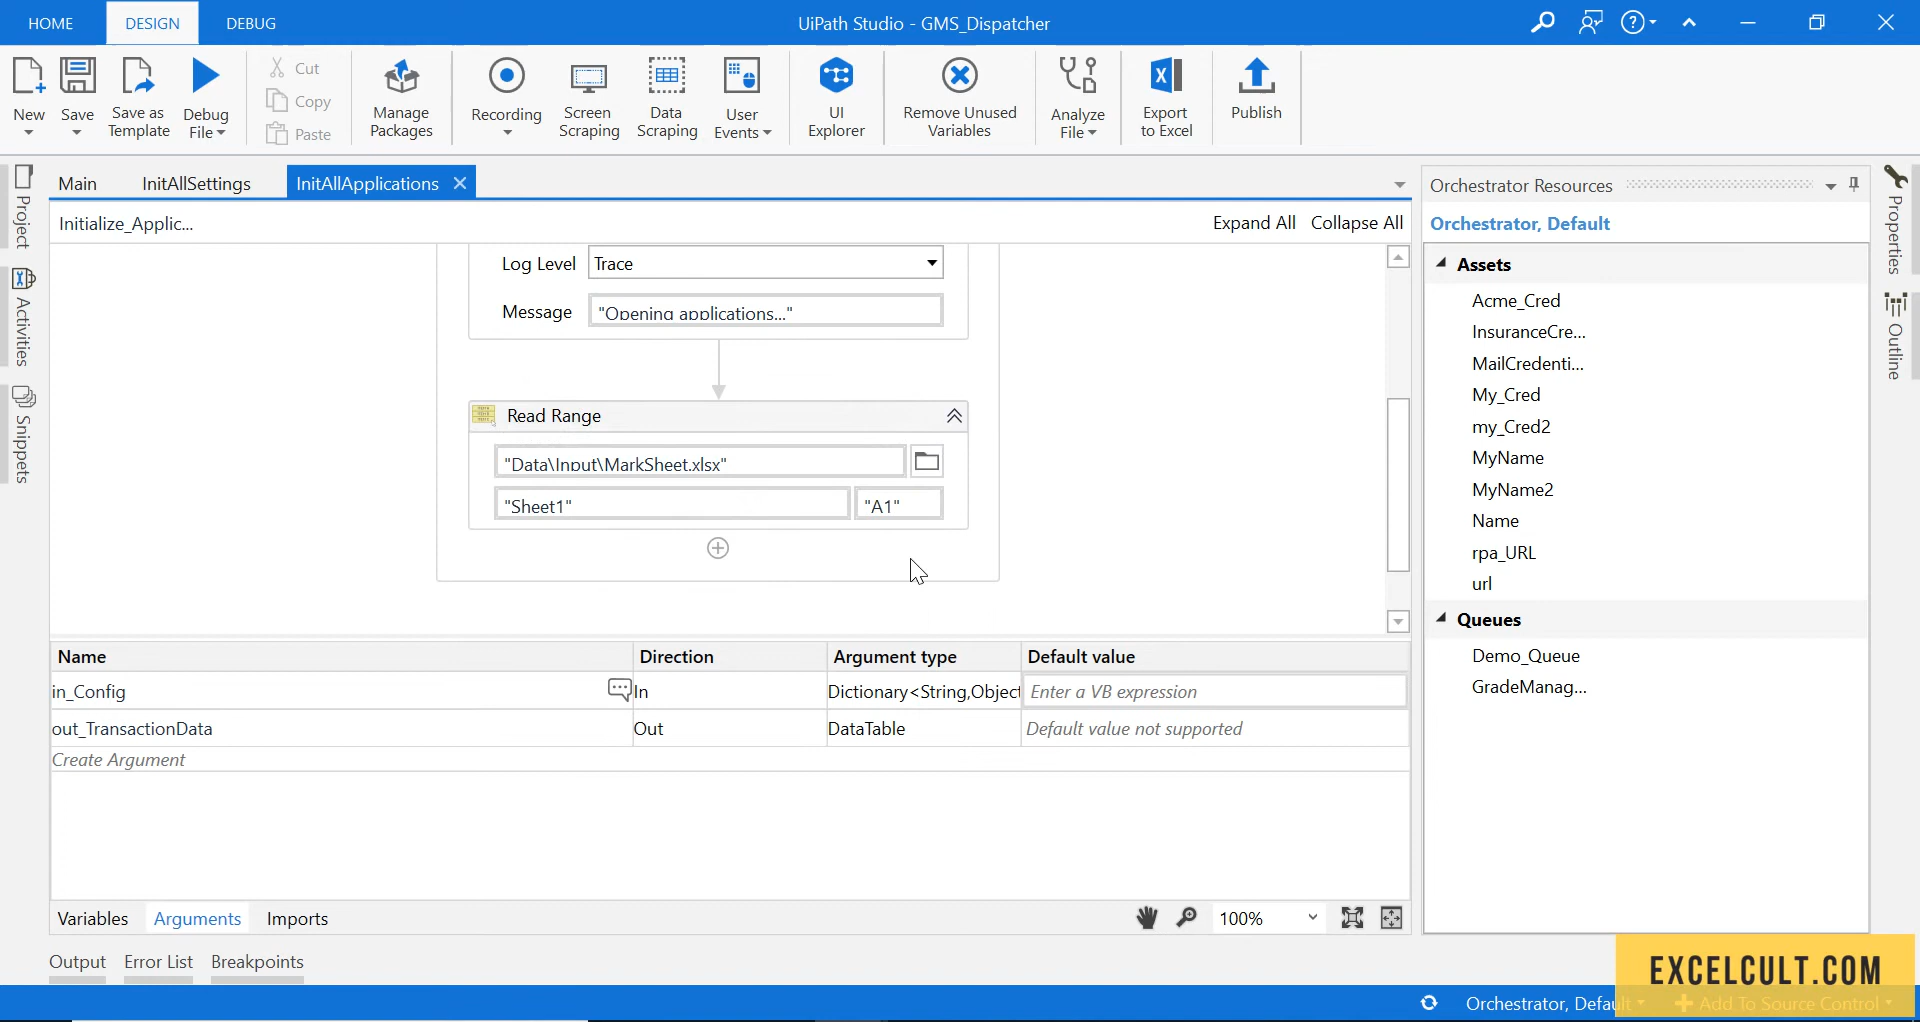 HOME
DESIGN
DEBUG
UiPath Studio - GMS_Dispatcher
New
Save
Save as
Template
Debug
File
Cut
Copy
Paste
Manage
Packages
Recording
Screen
Scraping
Data
Scraping
User
Events
UI
Explorer
Remove Unused
Variables
Analyze
File
Export
to Excel
Publish
Project
Activities
Snippets
Main
InitAllSettings
InitAllApplications
Initialize_Applic...
Expand All
Collapse All
Log Level
Trace
Message
"Opening applications..."
Read Range
"Data\Input\MarkSheet.xlsx"
"Sheet1"
"A1"
Name
Direction
Argument type
Default value
in_Config
In
Dictionary<String,Object
Enter a VB expression
out_TransactionData
Out
DataTable
Default value not supported
Create Argument
Variables
Arguments
Imports
100%
Output
Error List
Breakpoints
Orchestrator Resources
Orchestrator, Default
Assets
Acme_Cred
InsuranceCre...
MailCredenti...
My_Cred
my_Cred2
MyName
MyName2
Name
rpa_URL
url
Queues
Demo_Queue
GradeManag...
Properties
Outline
EXCELCULT.COM
Orchestrator, Default
Add To Source Control